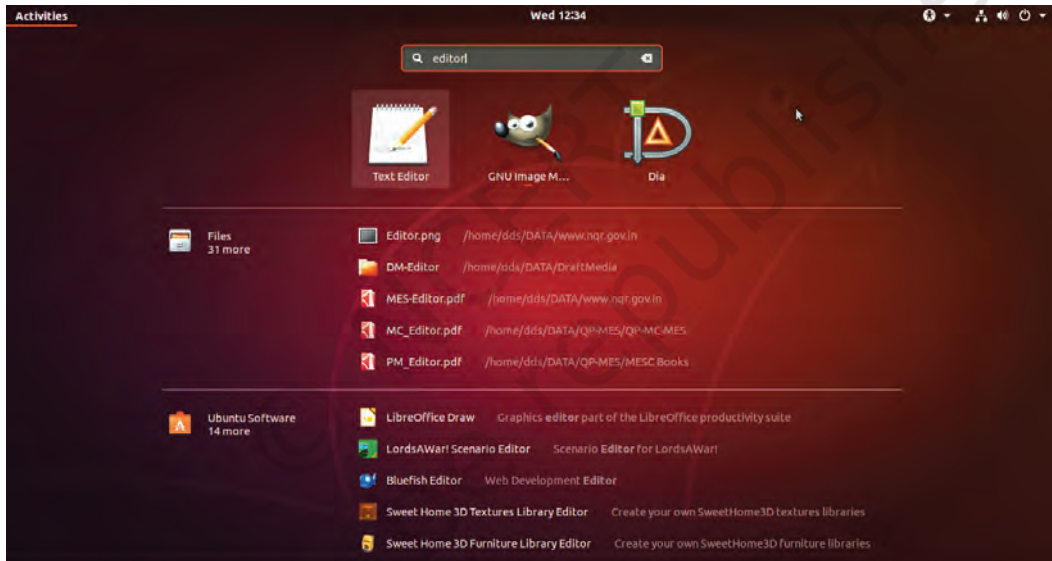 Activities Wed 12:34
editor
Text Editor GNU Image M... Dia
Files
31 more
Editor.png /home/dds/DATA/www.nqr.gov.in
DM-Editor /home/dds/DATA/DraftMedia
MES-Editor.pdf /home/dds/DATA/www.nqr.gov.in
MC_Editor.pdf /home/dds/DATA/QP-MES/QP-MC-MES
PM_Editor.pdf /home/dds/DATA/QP-MES/MESC Books
Ubuntu Software
14 more
LibreOffice Draw Graphics editor part of the LibreOffice productivity suite
LordsAWar! Scenario Editor Scenario Editor for LordsAWar!
Bluefish Editor Web Development Editor
Sweet Home 3D Textures Library Editor Create your own SweetHome3D textures libraries
Sweet Home 3D Furniture Library Editor Create your own SweetHome3D furniture libraries
© NCERT
republish